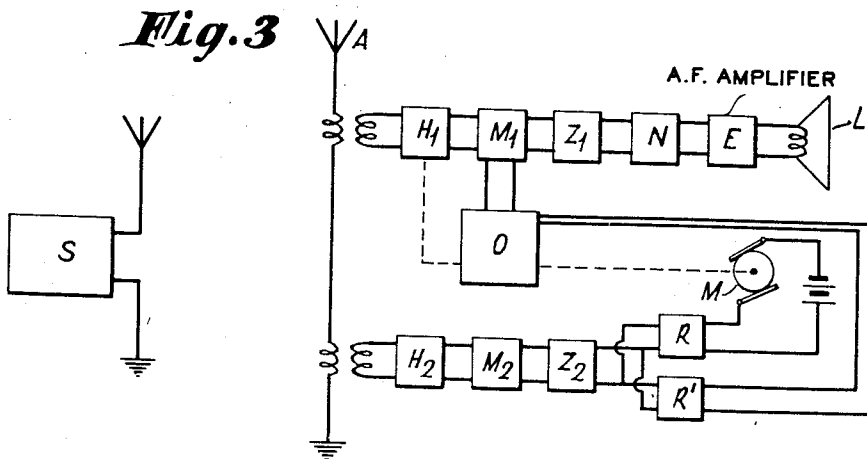 Fig. 3
A
A.F. AMPLIFIER
H1 M1 Z1 N E L
S
O
M
R
H2 M2 Z2
R'